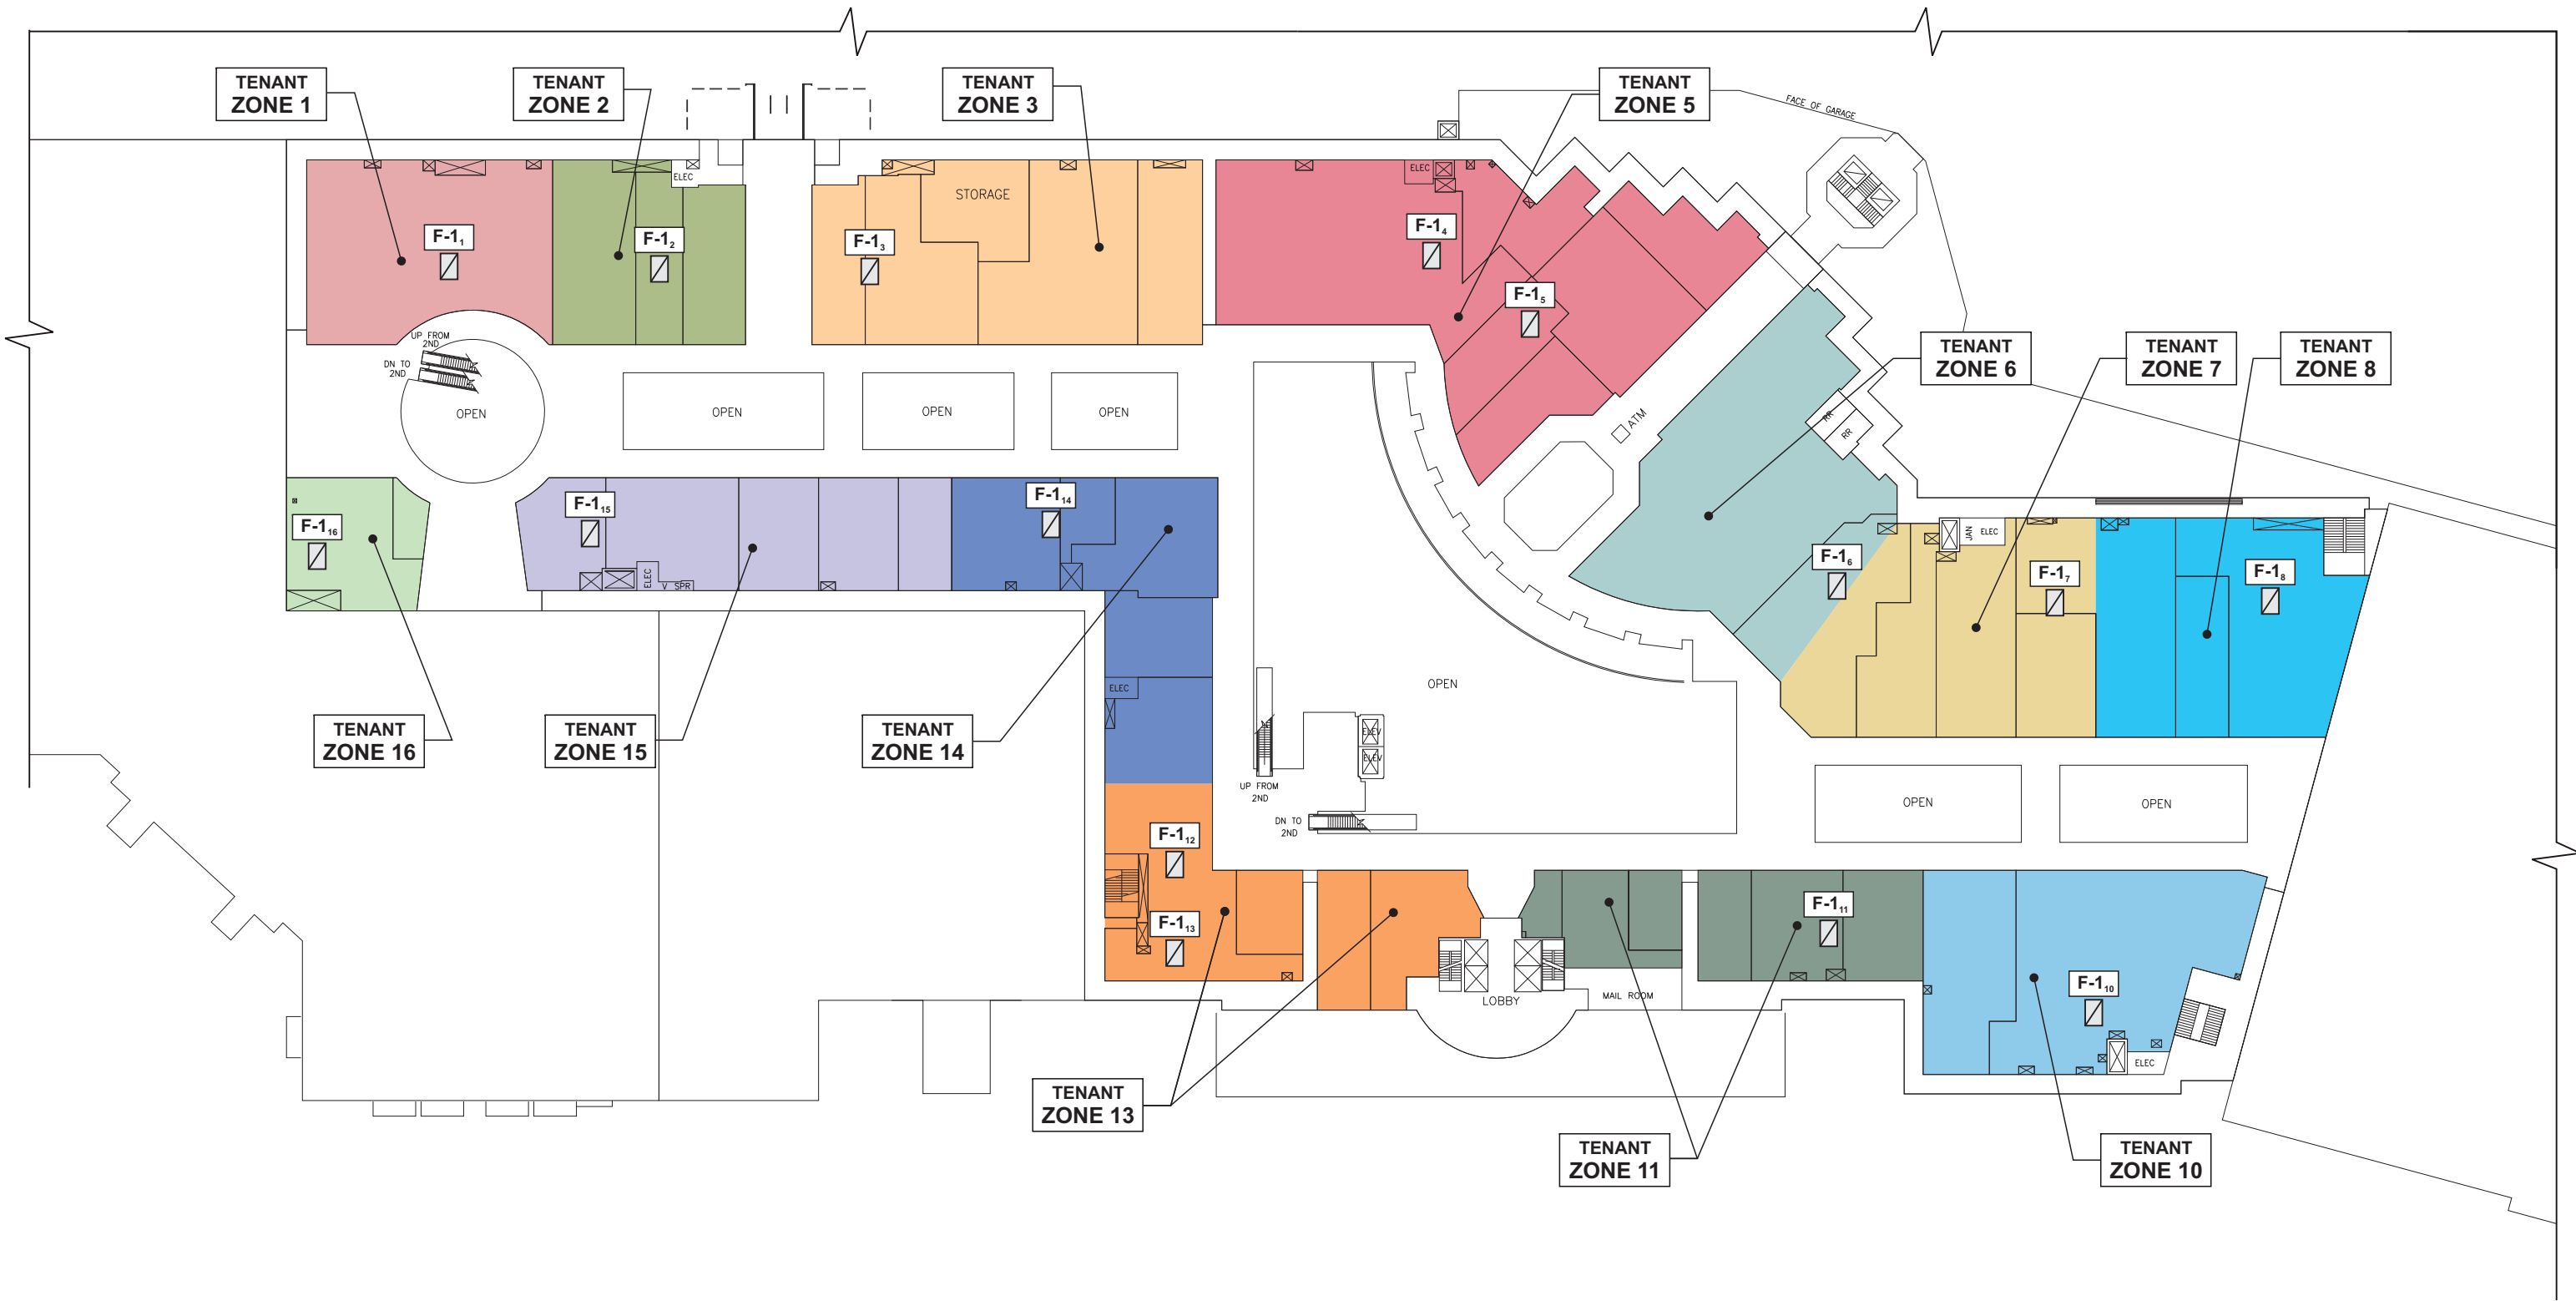 TENANT
ZONE 1
TENANT
ZONE 2
TENANT
ZONE 3
TENANT
ZONE 5
FACE OF GARAGE
ELEC
STORAGE
ELEC
F-1₁
F-1₂
F-1₃
F-1₄
F-1₅
UP FROM
2ND
DN TO
2ND
OPEN
OPEN
OPEN
OPEN
ATM
RR
RR
TENANT
ZONE 6
TENANT
ZONE 7
TENANT
ZONE 8
F-1₁₆
F-1₁₅
ELEC
V SPR
F-1₁₄
F-1₆
JAN
ELEC
F-1₇
F-1₈
ELEC
OPEN
TENANT
ZONE 16
TENANT
ZONE 15
TENANT
ZONE 14
ELEV
ELEV
UP FROM
2ND
DN TO
2ND
OPEN
OPEN
F-1₁₂
F-1₁₃
F-1₁₁
F-1₁₀
LOBBY
MAIL ROOM
ELEC
TENANT
ZONE 13
TENANT
ZONE 11
TENANT
ZONE 10